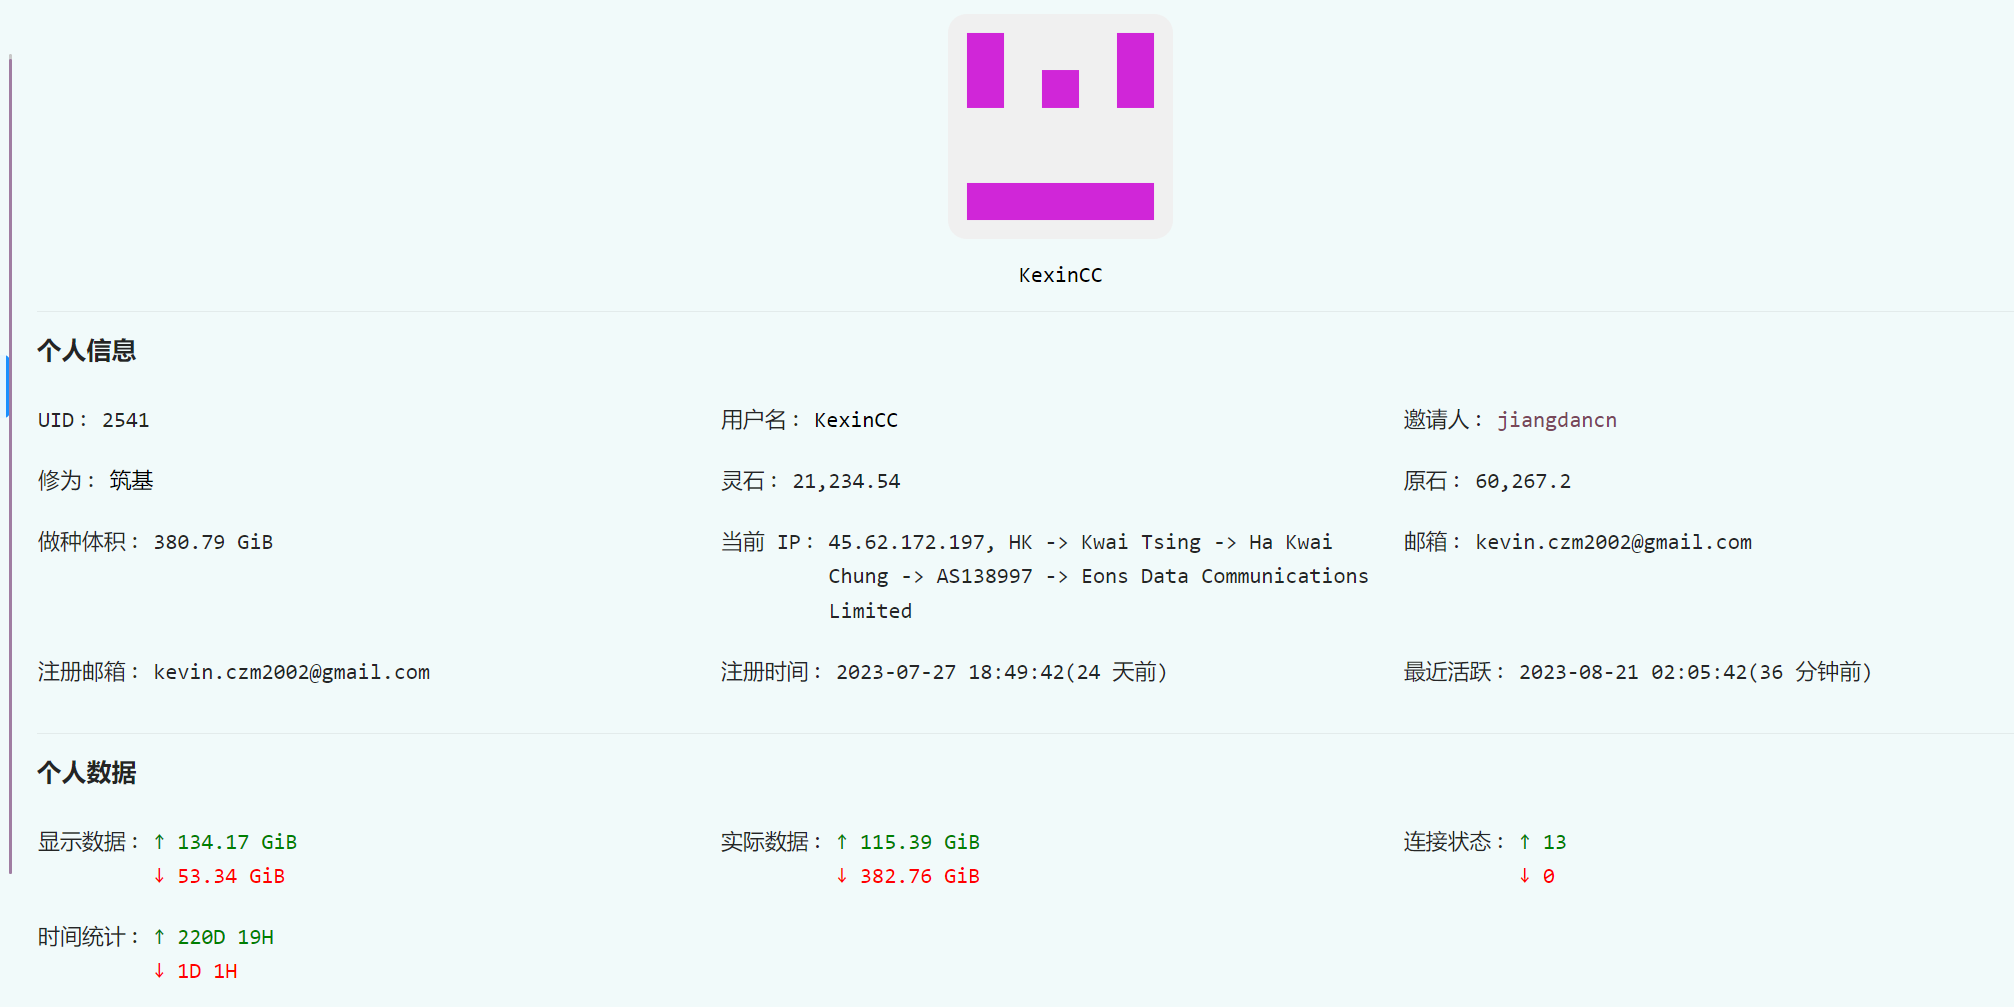 KexinCC
个人信息
UID： 2541
用户名： KexinCC
邀请人： jiangdancn
修为： 筑基
灵石： 21,234.54
原石： 60,267.2
做种体积： 380.79 GiB
当前 IP： 45.62.172.197, HK -> Kwai Tsing -> Ha Kwai
Chung -> AS138997 -> Eons Data Communications
Limited
邮箱： kevin.czm2002@gmail.com
注册邮箱： kevin.czm2002@gmail.com
注册时间： 2023-07-27 18:49:42(24 天前)
最近活跃： 2023-08-21 02:05:42(36 分钟前)
个人数据
显示数据： ↑ 134.17 GiB
↓ 53.34 GiB
实际数据： ↑ 115.39 GiB
↓ 382.76 GiB
连接状态： ↑ 13
↓ 0
时间统计： ↑ 220D 19H
↓ 1D 1H